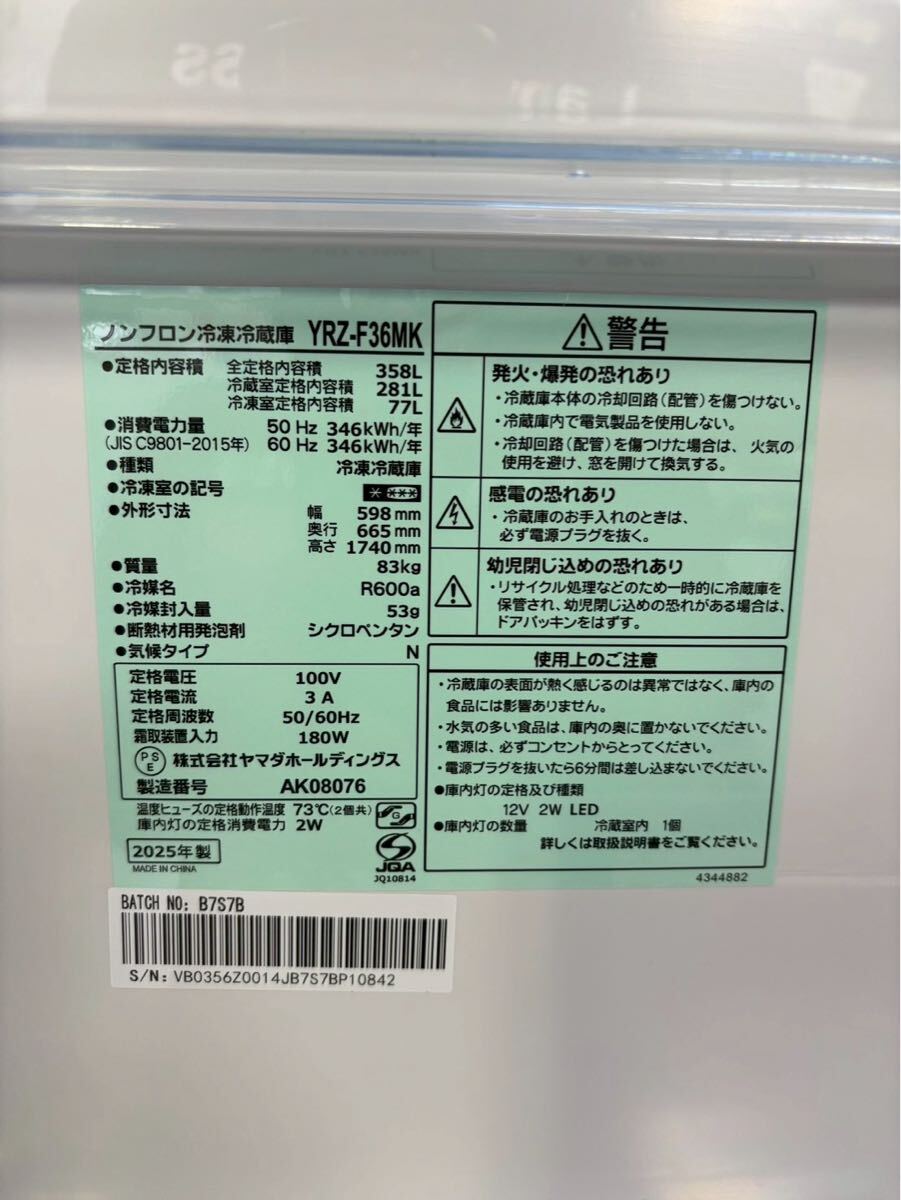 ノンフロン冷凍冷蔵庫 YRZ-F36MK
●定格内容積 全定格内容積 358L
冷蔵室定格内容積 281L
冷凍室定格内容積 77L
●消費電力量 50 Hz 346kWh/年
(JIS C9801-2015年) 60 Hz 346kWh/年
●種類 冷凍冷蔵庫
●冷凍室の記号
●外形寸法 幅 598 mm
奥行 665 mm
高さ 1740 mm
●質量 83kg
●冷媒名 R600a
●冷媒封入量 53g
●断熱材用発泡剤 シクロペンタン
●気候タイプ N
定格電圧 100V
定格電流 3 A
定格周波数 50/60Hz
霜取装置入力 180W
PSE 株式会社ヤマダホールディングス
製造番号 AK08076
温度ヒューズの定格動作温度 73℃(2個共)
庫内灯の定格消費電力 2W
G
2025年 製
MADE IN CHINA
JQA
JQ10814
警告
発火・爆発の恐れあり
・冷蔵庫本体の冷却回路(配管)を傷つけない。
・冷蔵庫内で電気製品を使用しない。
・冷却回路(配管)を傷つけた場合は、火気の
使用を避け、窓を開けて換気する。
感電の恐れあり
・冷蔵庫のお手入れのときは、
必ず電源プラグを抜く。
幼児閉じ込めの恐れあり
・リサイクル処理などのため一時的に冷蔵庫を
保管され、幼児閉じ込めの恐れがある場合は、
ドアパッキンをはずす。
使用上のご注意
・冷蔵庫の表面が熱く感じるのは異常ではなく、庫内の
食品には影響ありません。
・水気の多い食品は、庫内の奥に置かないでください。
・電源は、必ずコンセントからとってください。
・電源プラグを抜いたら6分間は差し込まないでください。
●庫内灯の定格及び種類
12V 2W LED
●庫内灯の数量 冷蔵室内 1個
詳しくは取扱説明書をご覧ください。
4344882
BATCH NO: B7S7B
S/N: VB0356Z0014JB7S7BP10842